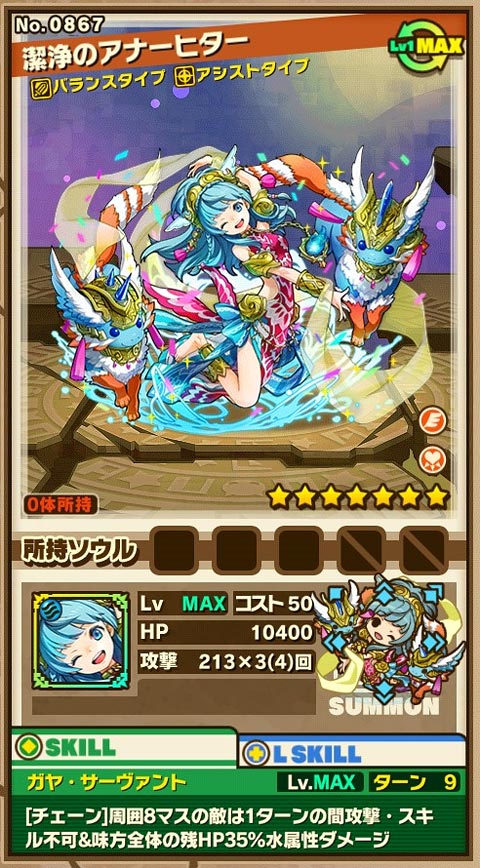 No.0867
潔浄のアナーヒター
Lv1 MAX
バランスタイプ アシストタイプ
0体所持
所持ソウル
Lv MAX コスト 50
HP 10400
攻撃 213×3(4)回
SUMMON
SKILL
L SKILL
ガヤ・サーヴァント Lv.MAX ターン 9
[チェーン]周囲8マスの敵は1ターンの間攻撃・スキ
ル不可&味方全体の残HP35%水属性ダメージ